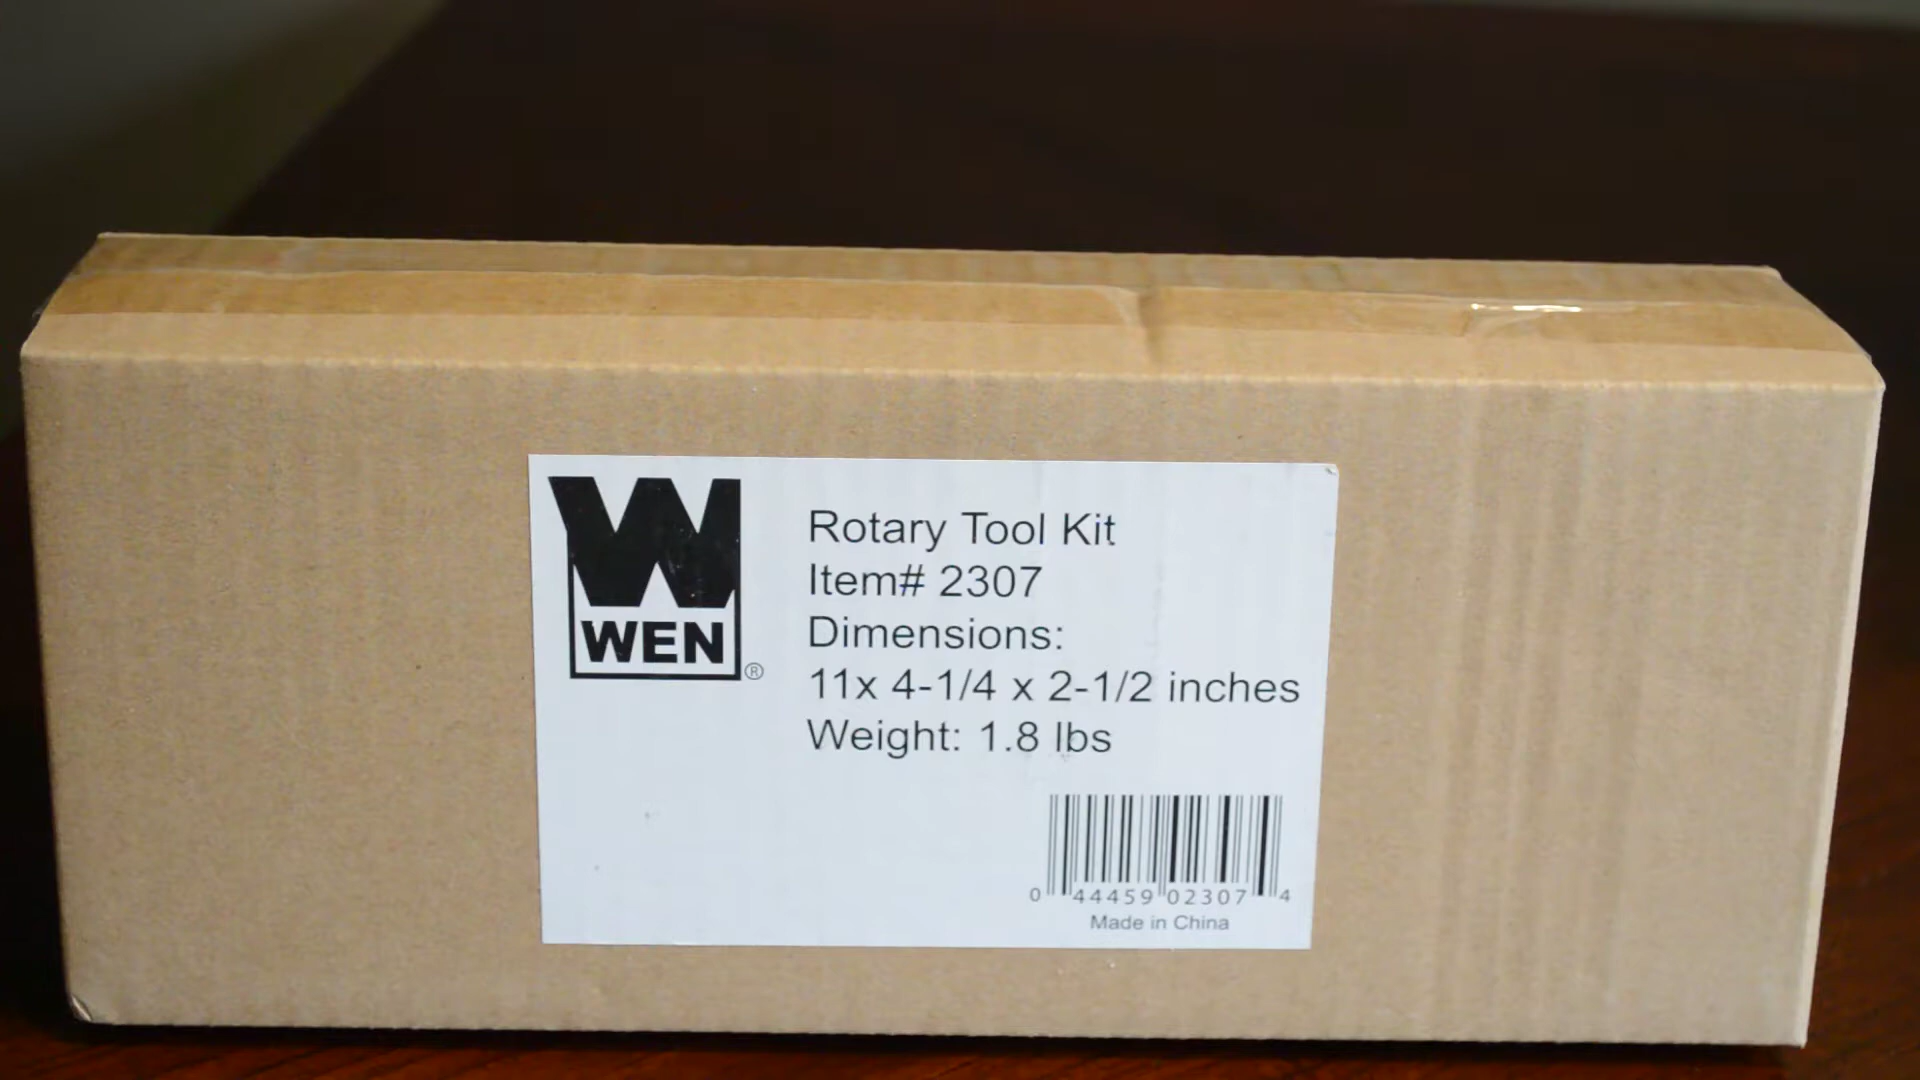 W
WEN ®
Rotary Tool Kit
Item# 2307
Dimensions:
11x 4-1/4 x 2-1/2 inches
Weight: 1.8 lbs
0 44459 02307 4
Made in China